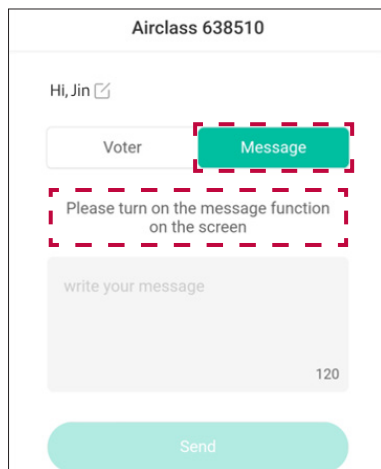 Airclass 638510
Hi, Jin
Voter
Message
Please turn on the message function
on the screen
write your message
120
Send